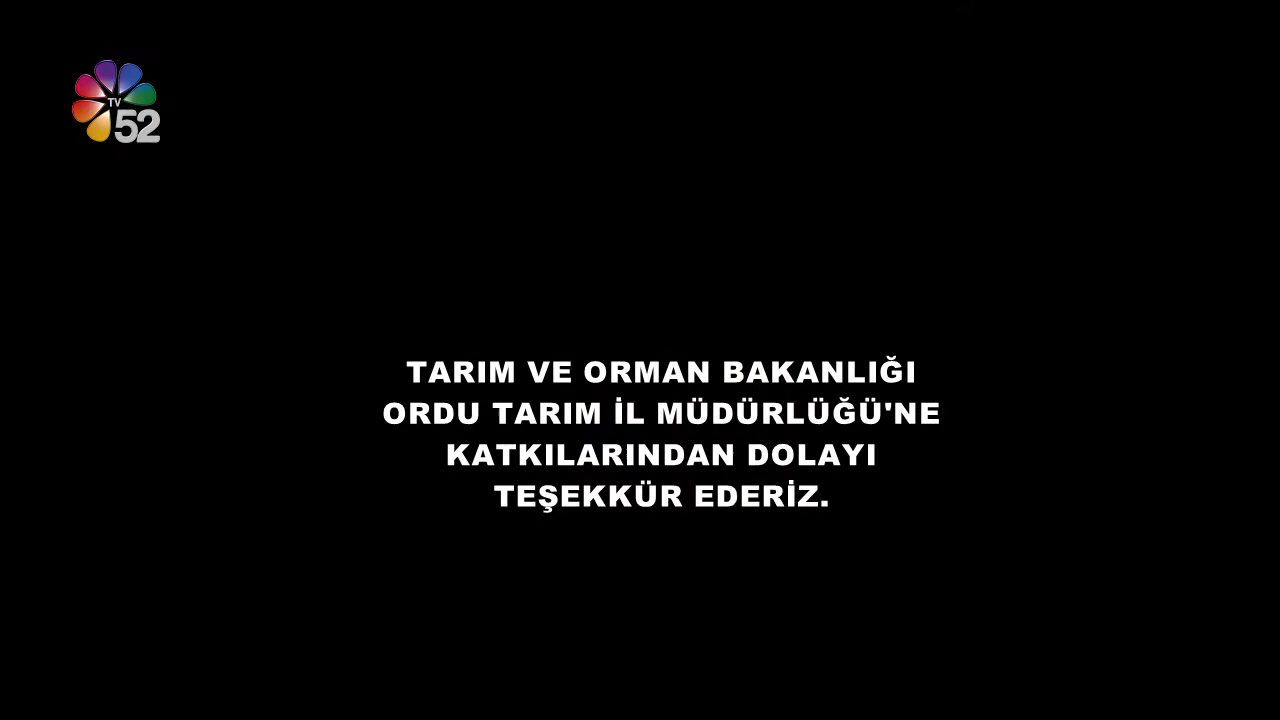 TV
52
TARIM VE ORMAN BAKANLIĞI
ORDU TARIM İL MÜDÜRLÜĞÜ'NE
KATKILARINDAN DOLAYI
TEŞEKKÜR EDERİZ.